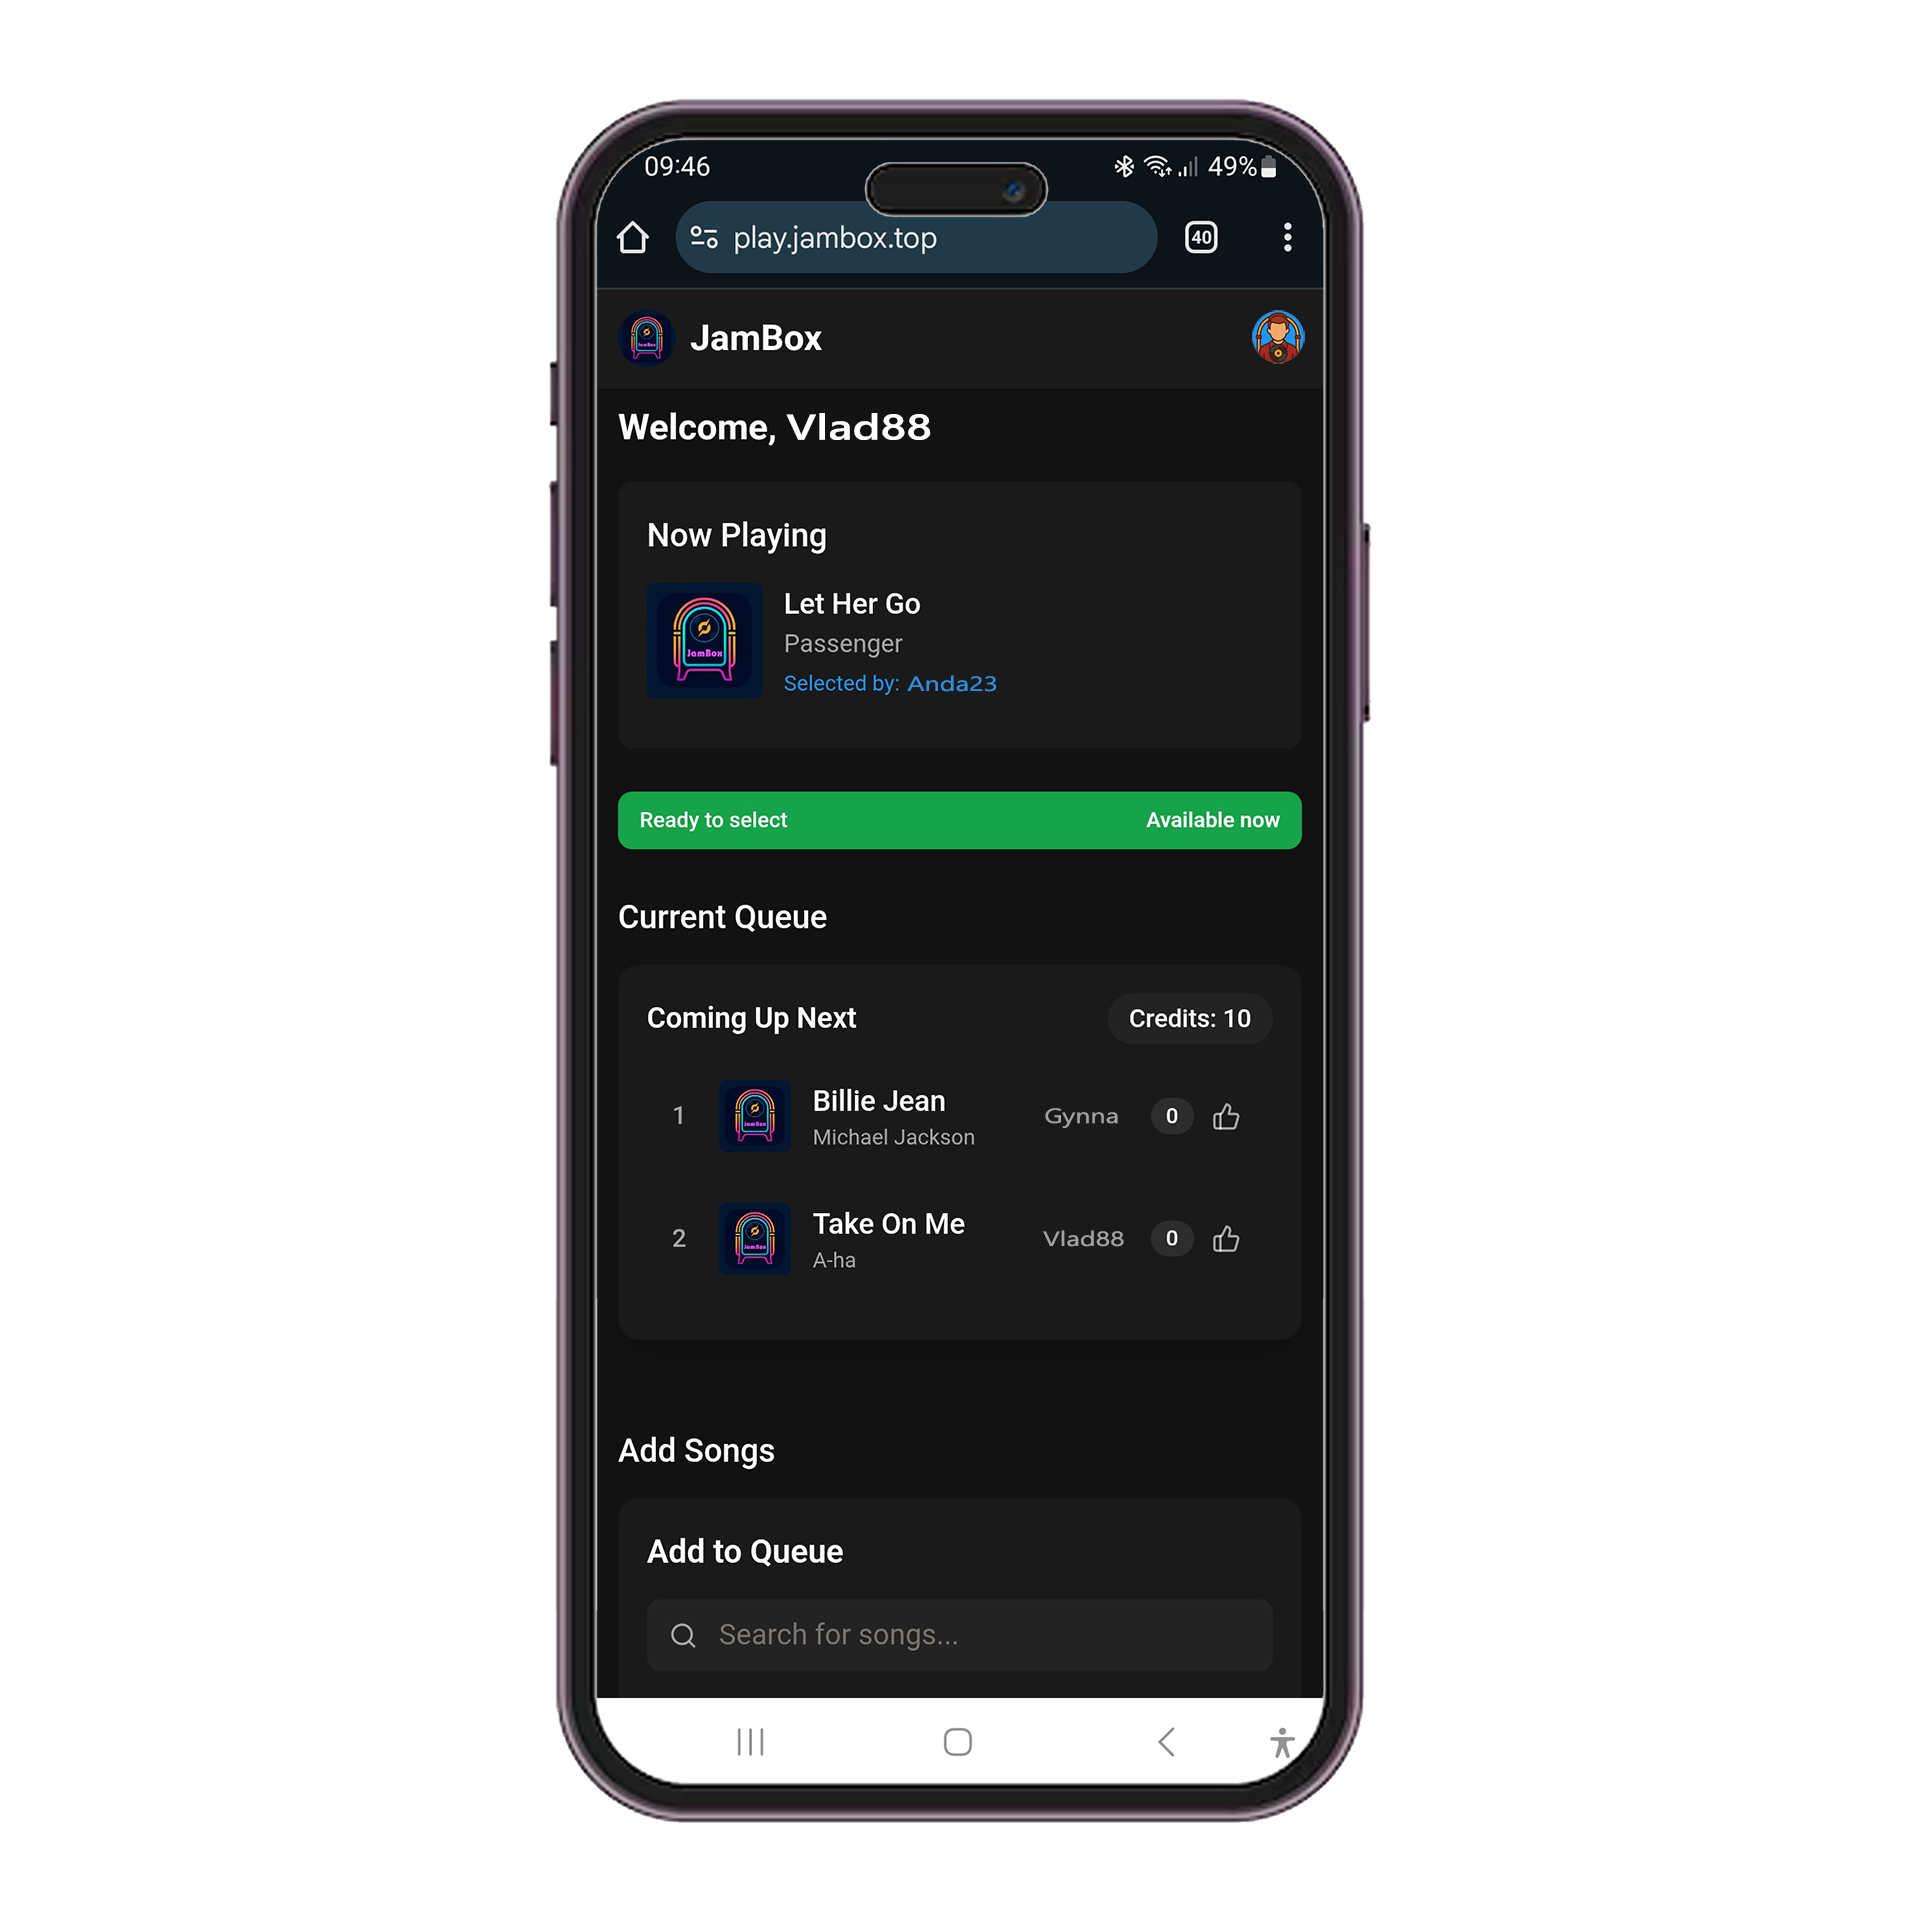 09:46 49%
play.jambox.top 40
JamBox
Welcome, Vlad88
Now Playing
Let Her Go
JamBox
Passenger
Selected by: Anda23
Ready to select Available now
Current Queue
Coming Up Next Credits: 10
1 JamBox Billie Jean Gynna 0
Michael Jackson
2 JamBox Take On Me Vlad88 0
A-ha
Add Songs
Add to Queue
Search for songs...